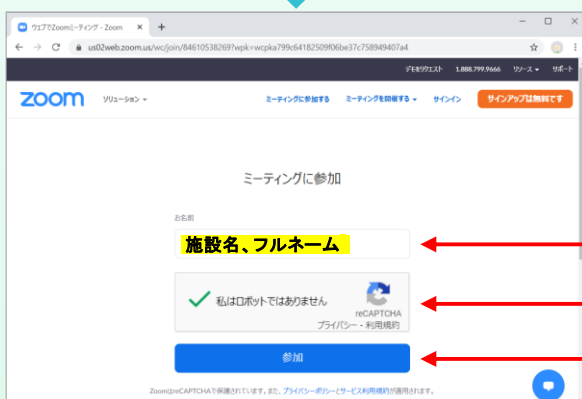 ウェブでZoomミーティング - Zoom
us02web.zoom.us/wc/join/84610538269?wpk=wcpka799c64182509f06be37c758949407a4
デモをリクエスト 1.888.799.9666 リソース サポート
zoom ソリューション ミーティングに参加する ミーティングを開催する サインイン サインアップは無料です
ミーティングに参加
お名前
施設名、フルネーム
私はロボットではありません
reCAPTCHA
プライバシー - 利用規約
参加
ZoomはreCAPTCHAで保護されています。また、プライバシーポリシーとサービス利用規約が適用されます。